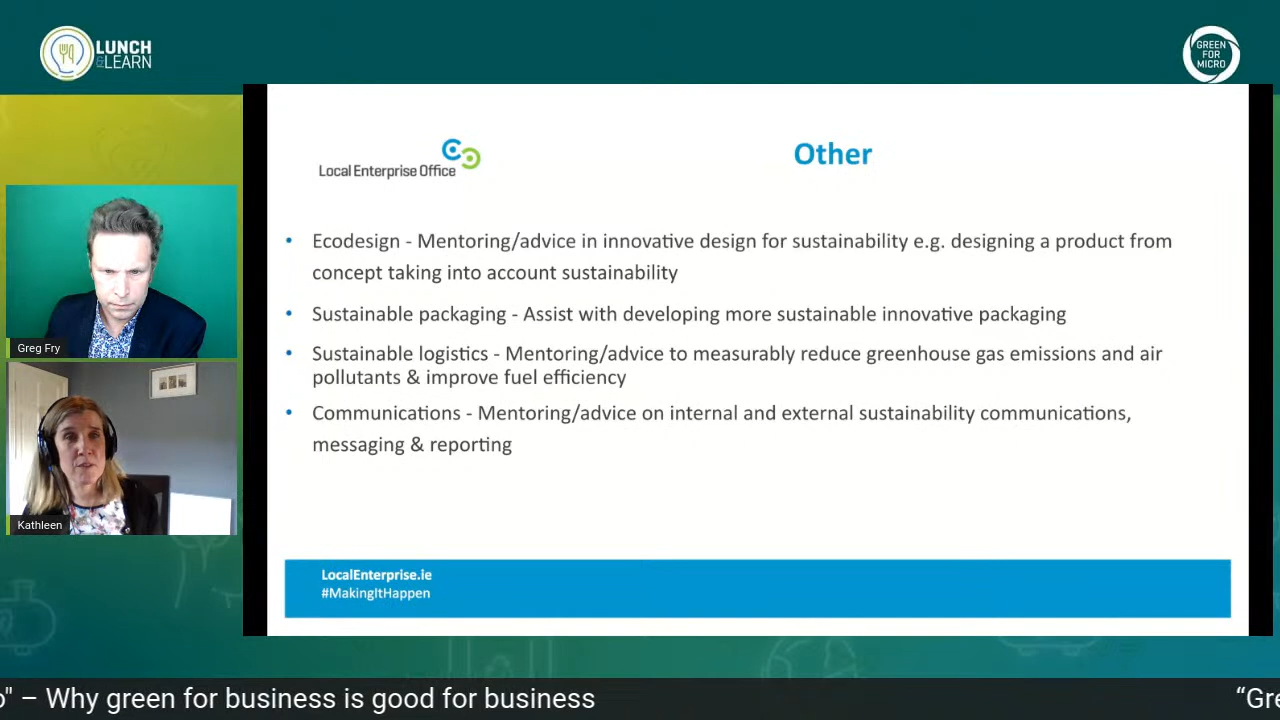 LUNCH
& LEARN
GREEN
FOR
MICRO
Local Enterprise Office
Other
• Ecodesign - Mentoring/advice in innovative design for sustainability e.g. designing a product from
concept taking into account sustainability
• Sustainable packaging - Assist with developing more sustainable innovative packaging
• Sustainable logistics - Mentoring/advice to measurably reduce greenhouse gas emissions and air
pollutants & improve fuel efficiency
• Communications - Mentoring/advice on internal and external sustainability communications,
messaging & reporting
Greg Fry
Kathleen
LocalEnterprise.ie
#MakingItHappen
o" – Why green for business is good for business
“Gre